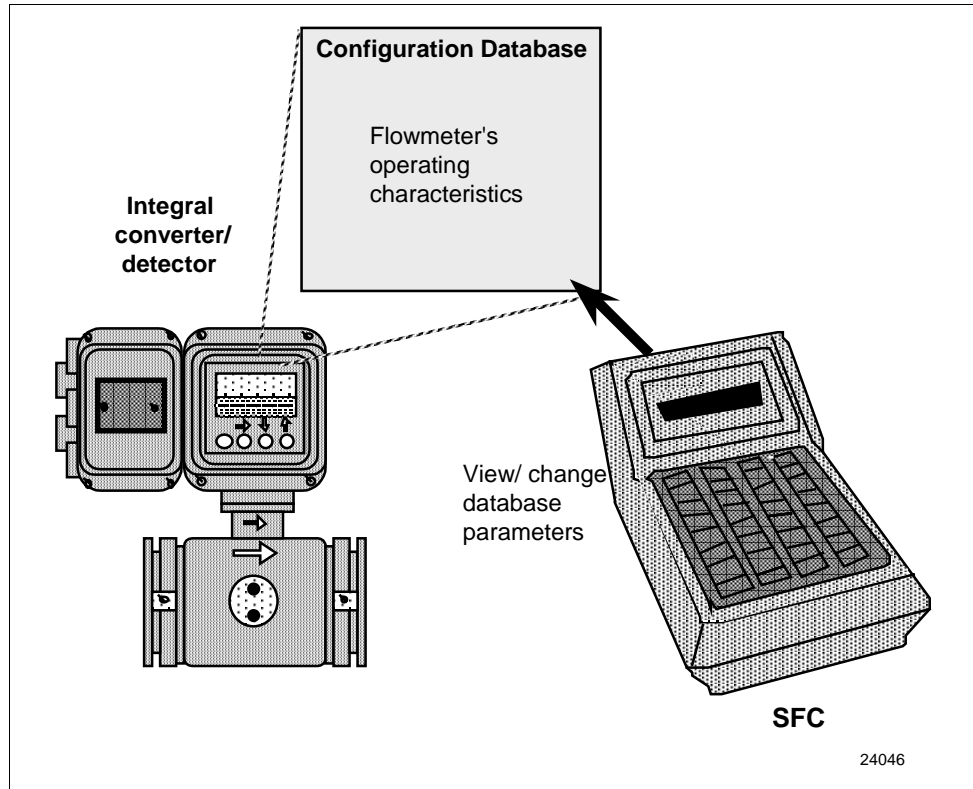 Configuration Database
Flowmeter's
operating
characteristics
Integral
converter/
detector
View/ change
database
parameters
SFC
24046